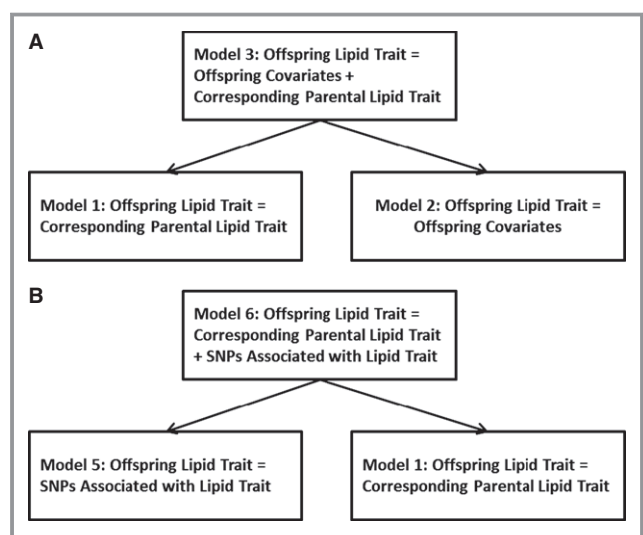 A
Model 3: Offspring Lipid Trait =
Offspring Covariates +
Corresponding Parental Lipid Trait
Model 1: Offspring Lipid Trait =
Corresponding Parental Lipid Trait
Model 2: Offspring Lipid Trait =
Offspring Covariates
B
Model 6: Offspring Lipid Trait =
Corresponding Parental Lipid Trait
+ SNPs Associated with Lipid Trait
Model 5: Offspring Lipid Trait =
SNPs Associated with Lipid Trait
Model 1: Offspring Lipid Trait =
Corresponding Parental Lipid Trait